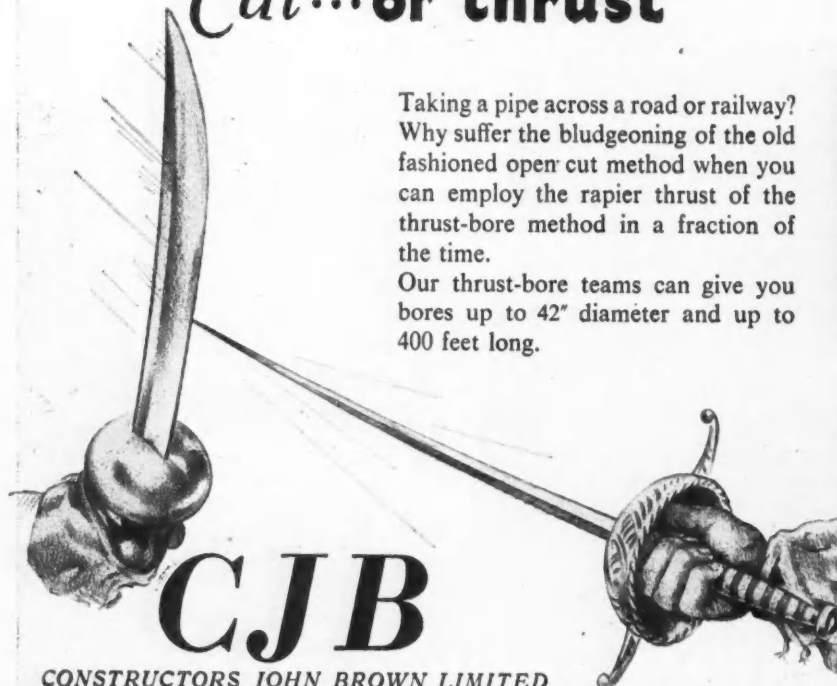 Cut...or thrust
Taking a pipe across a road or railway?
Why suffer the bludgeoning of the old
fashioned open cut method when you
can employ the rapier thrust of the
thrust-bore method in a fraction of
the time.
Our thrust-bore teams can give you
bores up to 42″ diameter and up to
400 feet long.
CJB
CONSTRUCTORS JOHN BROWN LIMITED